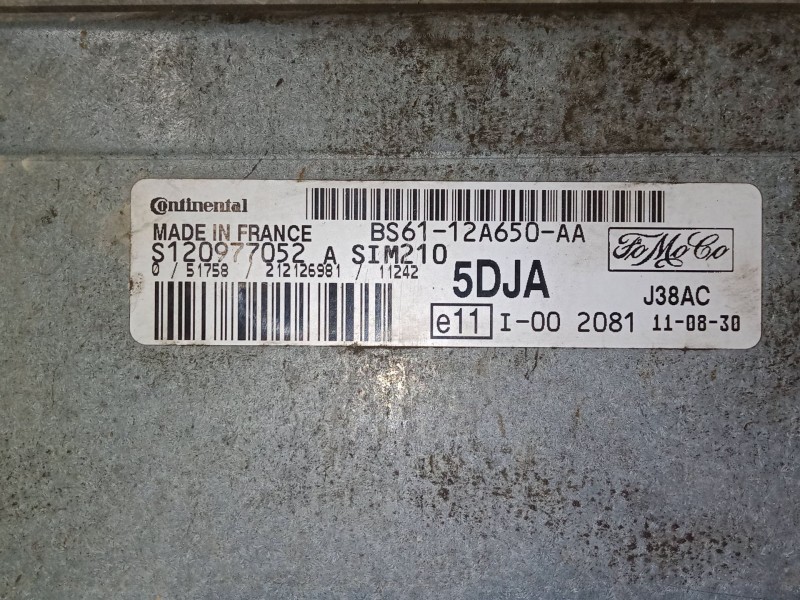 Continental
MADE IN FRANCE BS61-12A650-AA
S120977052 A SIM210 FoMoCo
0 / 51758 / 212126981 / 11242
5DJA J38AC
e11 I-00 2081 11-08-30